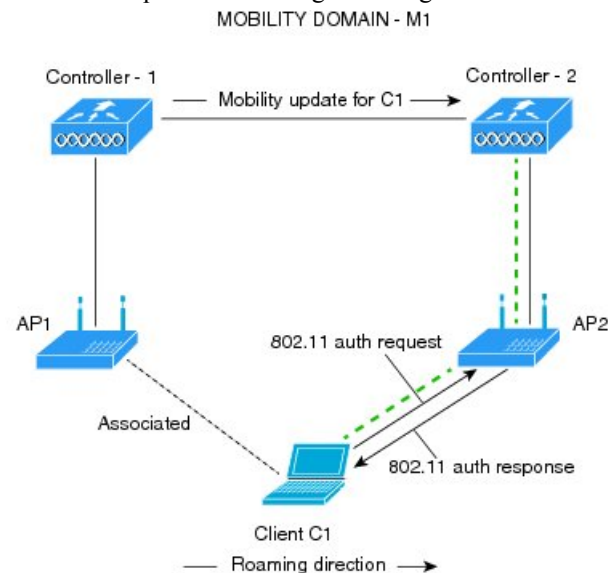 MOBILITY DOMAIN - M1
Controller - 1
Controller - 2
Mobility update for C1
AP1
AP2
802.11 auth request
Associated
802.11 auth response
Client C1
Roaming direction